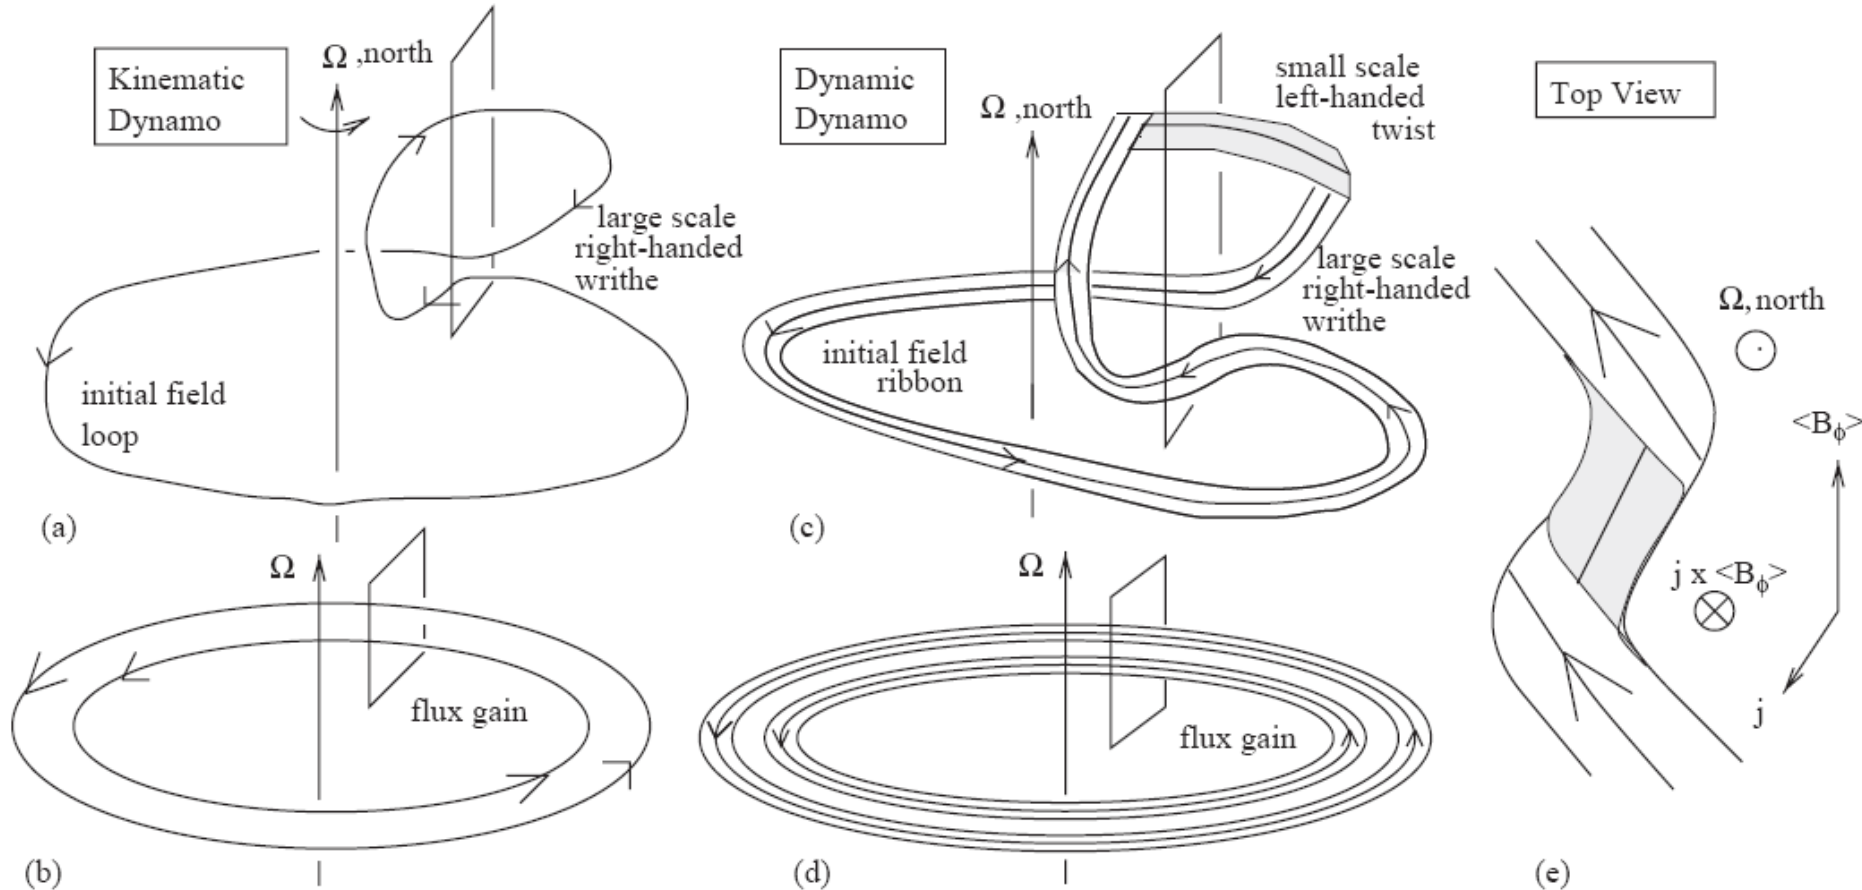 Kinematic
Dynamo
Ω ,north
large scale
right-handed
writhe
initial field
loop
(a)
Ω
flux gain
(b)
Dynamic
Dynamo
Ω ,north
small scale
left-handed
twist
large scale
right-handed
writhe
initial field
ribbon
(c)
Ω
flux gain
(d)
Top View
Ω, north
<B_ϕ>
j x <B_ϕ>
j
(e)